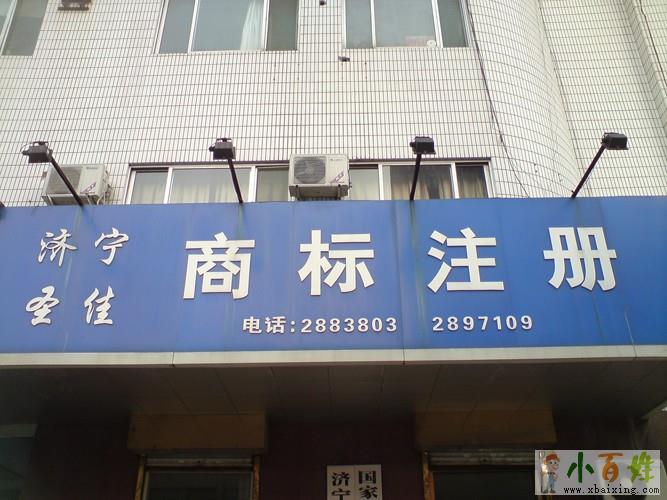 济宁
圣佳
商标注册
电话:2883803 2897109
国家
济宁
小百姓
www.xbaixing.com